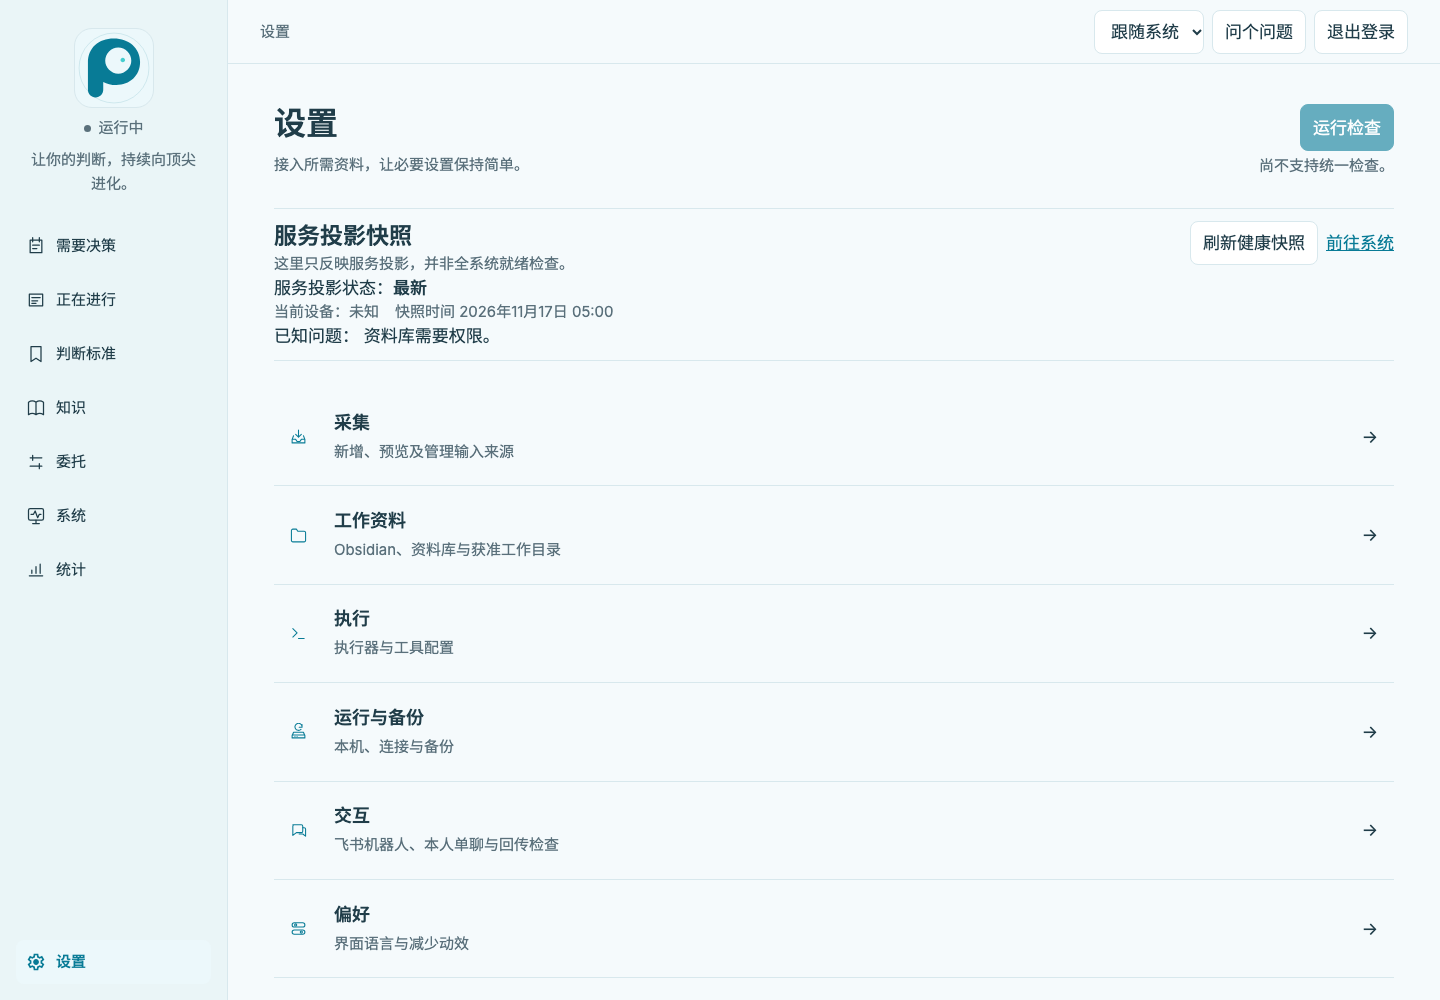 运行中
让你的判断，持续向顶尖
进化。
需要决策
正在进行
判断标准
知识
委托
系统
统计
设置
设置
跟随系统
问个问题
退出登录
设置
接入所需资料，让必要设置保持简单。
运行检查
尚不支持统一检查。
服务投影快照
这里只反映服务投影，并非全系统就绪检查。
服务投影状态：最新
当前设备：未知 快照时间 2026年11月17日 05:00
已知问题： 资料库需要权限。
刷新健康快照
前往系统
采集
新增、预览及管理输入来源
工作资料
Obsidian、资料库与获准工作目录
执行
执行器与工具配置
运行与备份
本机、连接与备份
交互
飞书机器人、本人单聊与回传检查
偏好
界面语言与减少动效